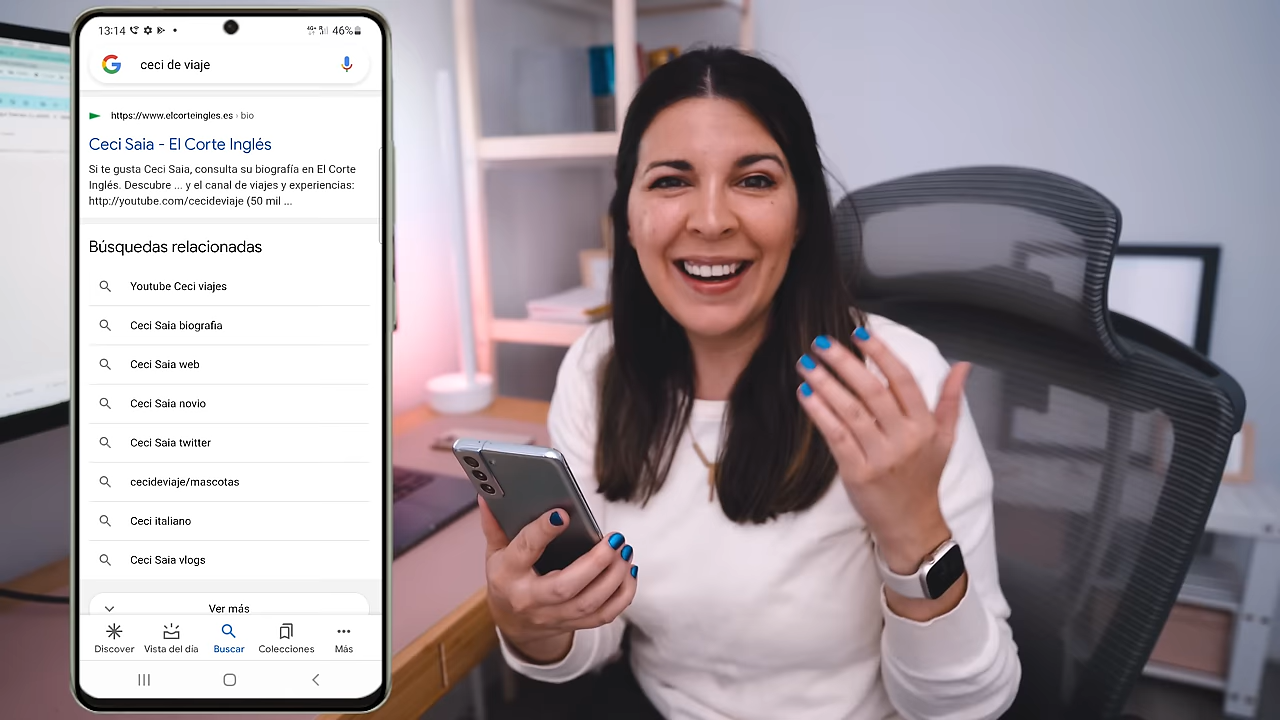 13:14
4G+
46%
ceci de viaje
https://www.elcorteingles.es › bio
Ceci Saia - El Corte Inglés
Si te gusta Ceci Saia, consulta su biografía en El Corte
Inglés. Descubre ... y el canal de viajes y experiencias:
http://youtube.com/cecideviaje (50 mil ...
Búsquedas relacionadas
Youtube Ceci viajes
Ceci Saia biografia
Ceci Saia web
Ceci Saia novio
Ceci Saia twitter
cecideviaje/mascotas
Ceci italiano
Ceci Saia vlogs
Ver más
Discover Vista del día Buscar Colecciones Más